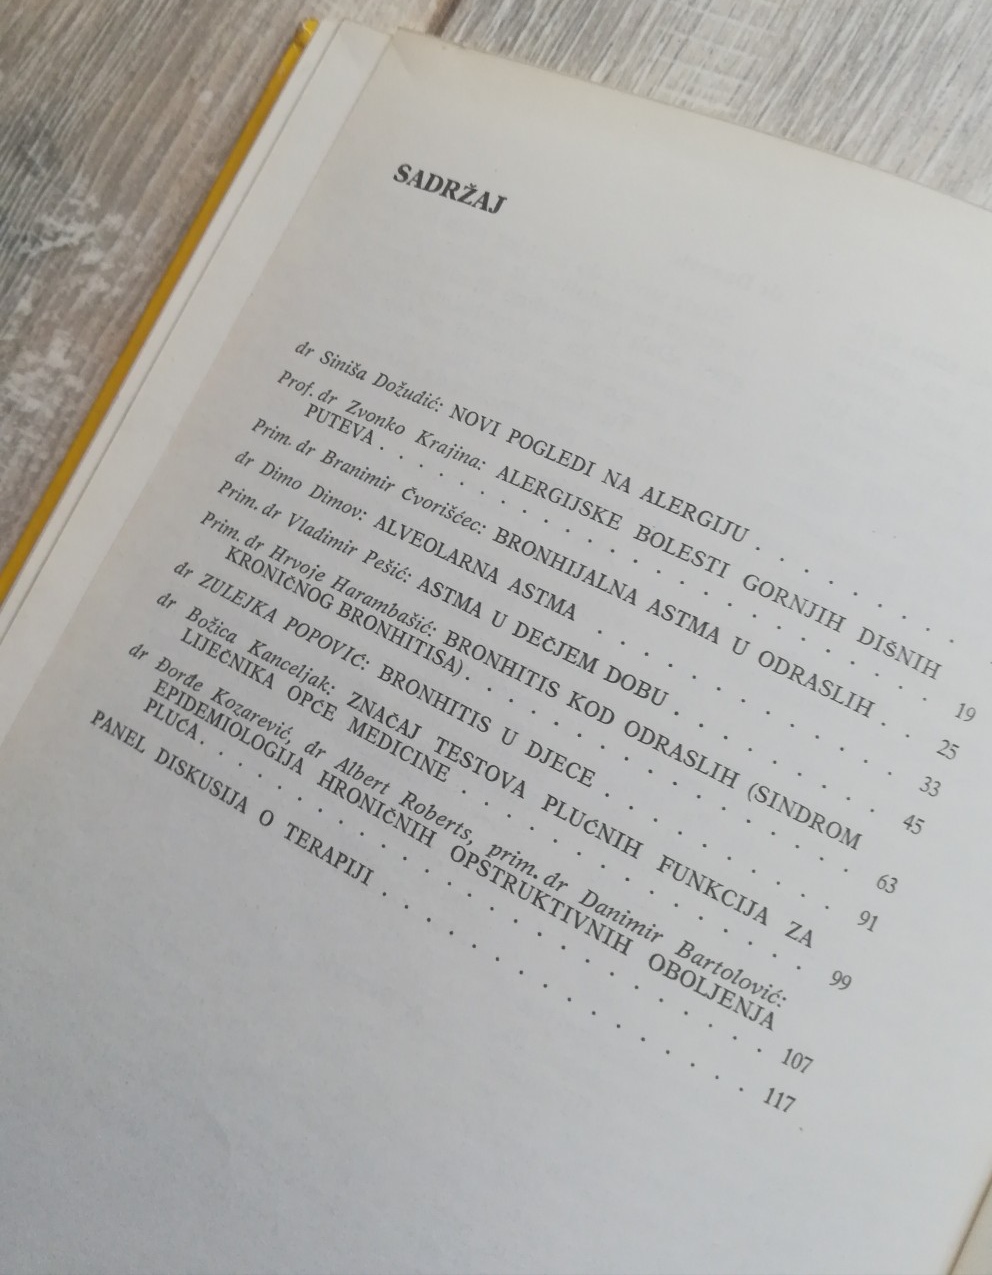 SADRŽAJ
dr Siniša Dožudić: NOVI POGLEDI NA ALERGIJU . . . . . . .
Prof. dr Zvonko Krajina: ALERGIJSKE BOLESTI GORNJIH DIŠNIH
PUTEVA . . . . . . . . . . . . . . . . 19
Prim. dr Branimir Čvorišćec: BRONHIJALNA ASTMA U ODRASLIH . . 25
dr Dimo Dimov: ALVEOLARNA ASTMA . . . . . . . . . 33
Prim. dr Vladimir Pešić: ASTMA U DEČJEM DOBU . . . . . . 45
Prim. dr Hrvoje Harambašić: BRONHITIS KOD ODRASLIH (SINDROM
KRONIČNOG BRONHITISA) . . . . . . . . . . . . 63
dr ZULEJKA POPOVIĆ: BRONHITIS U DJECE . . . . . . . 91
dr Božica Kanceljak: ZNAČAJ TESTOVA PLUĆNIH FUNKCIJA ZA
LIJEČNIKA OPĆE MEDICINE . . . . . . . . . . . 99
dr Đorđe Kozarević, dr Albert Roberts, prim. dr Danimir Bartolović:
EPIDEMIOLOGIJA HRONIČNIH OPSTRUKTIVNIH OBOLJENJA
PLUĆA . . . . . . . . . . . . . . . . 107
PANEL DISKUSIJA O TERAPIJI . . . . . . . . . . . . 117